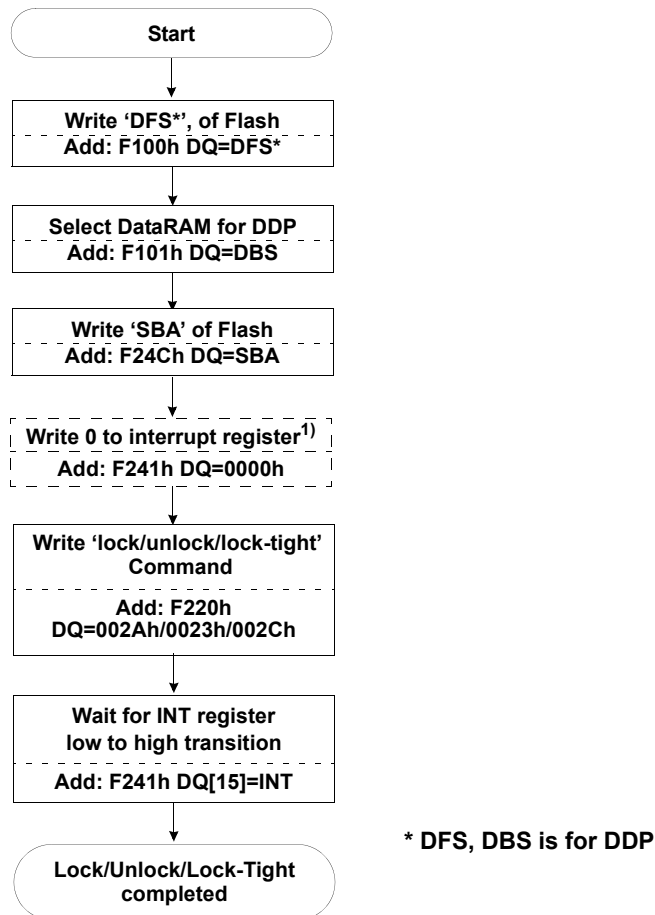 Start
Write ‘DFS*’, of Flash
Add: F100h DQ=DFS*
Select DataRAM for DDP
Add: F101h DQ=DBS
Write ‘SBA’ of Flash
Add: F24Ch DQ=SBA
Write 0 to interrupt register1)
Add: F241h DQ=0000h
Write ‘lock/unlock/lock-tight’
Command
Add: F220h
DQ=002Ah/0023h/002Ch
Wait for INT register
low to high transition
Add: F241h DQ[15]=INT
* DFS, DBS is for DDP
Lock/Unlock/Lock-Tight
completed